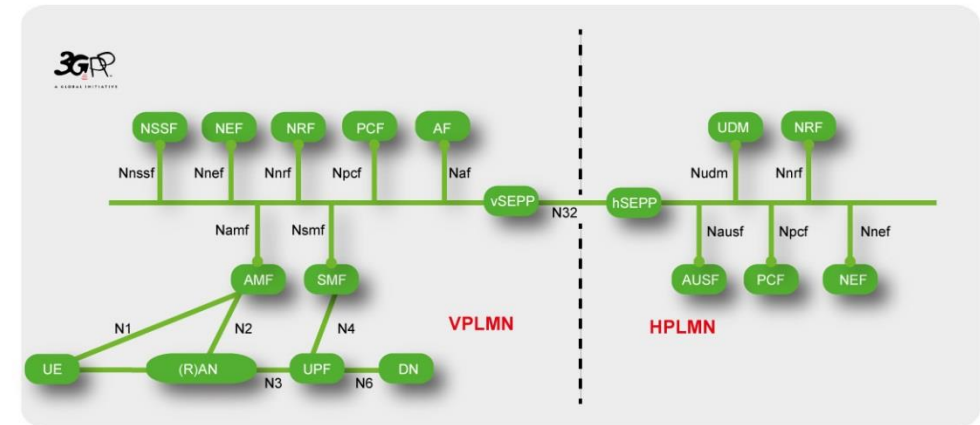 3GPP
A GLOBAL INITIATIVE
NSSF NEF NRF PCF AF UDM NRF
Nnssf Nnef Nnrf Npcf Naf Nudm Nnrf
vSEPP N32 hSEPP
Namf Nsmf Nausf Npcf Nnef
AMF SMF AUSF PCF NEF
N1 N2 N4 VPLMN HPLMN
UE (R)AN N3 UPF N6 DN